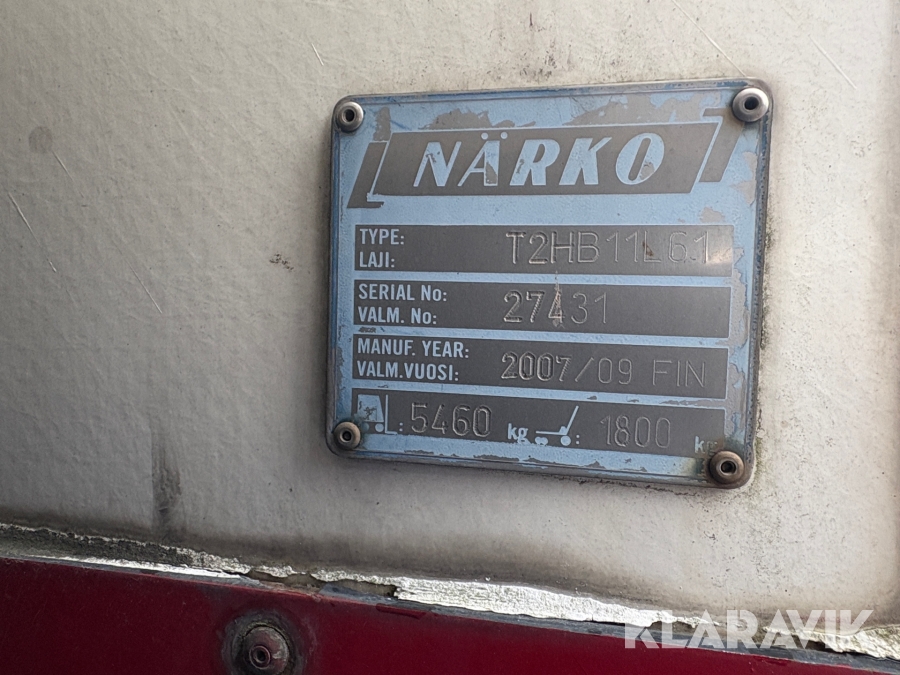 NÄRKO
TYPE:
LAJI: T2HB11L61
SERIAL No:
VALM. No: 27431
MANUF. YEAR:
VALM.VUOSI: 2007/09 FIN
: 5460 kg : 1800 kg
KLARAVIK